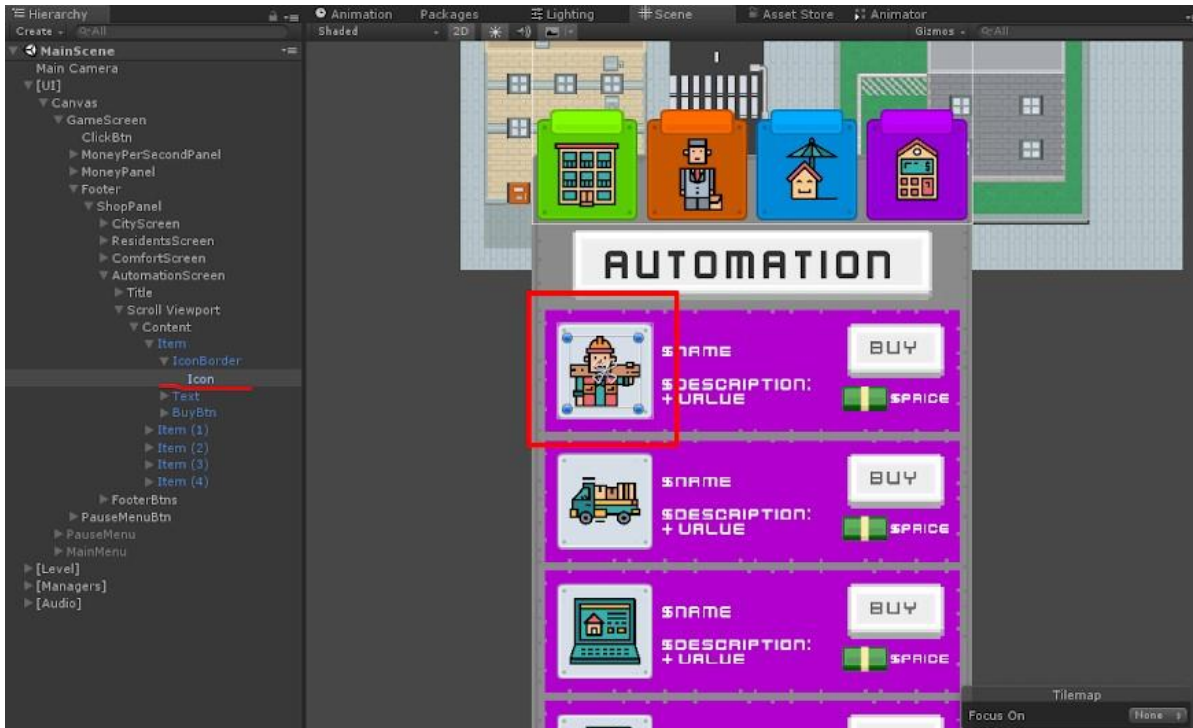 Hierarchy
Create
All
MainScene
Main Camera
[UI]
Canvas
GameScreen
ClickBtn
MoneyPerSecondPanel
MoneyPanel
Footer
ShopPanel
CityScreen
ResidentsScreen
ComfortScreen
AutomationScreen
Title
Scroll Viewport
Content
Item
IconBorder
Icon
Text
BuyBtn
Item (1)
Item (2)
Item (3)
Item (4)
FooterBtns
PauseMenuBtn
PauseMenu
MainMenu
[Level]
[Managers]
[Audio]
Animation Packages Lighting Scene Asset Store Animator
Shaded 2D Gizmos All
AUTOMATION
$NAME
BUY
$DESCRIPTION:
+VALUE
$PRICE
$NAME
BUY
$DESCRIPTION:
+VALUE
$PRICE
$NAME
BUY
$DESCRIPTION:
+VALUE
$PRICE
Tilemap
Focus On None